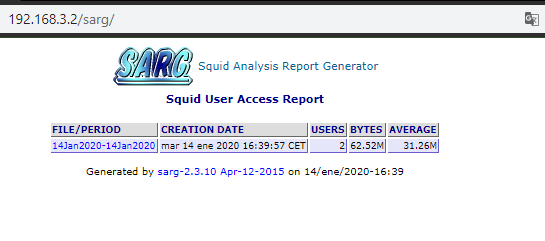 192.168.3.2/sarg/
SARG Squid Analysis Report Generator
Squid User Access Report
FILE/PERIOD CREATION DATE USERS BYTES AVERAGE
14Jan2020-14Jan2020 mar 14 ene 2020 16:39:57 CET 2 62.52M 31.26M
Generated by sarg-2.3.10 Apr-12-2015 on 14/ene/2020-16:39